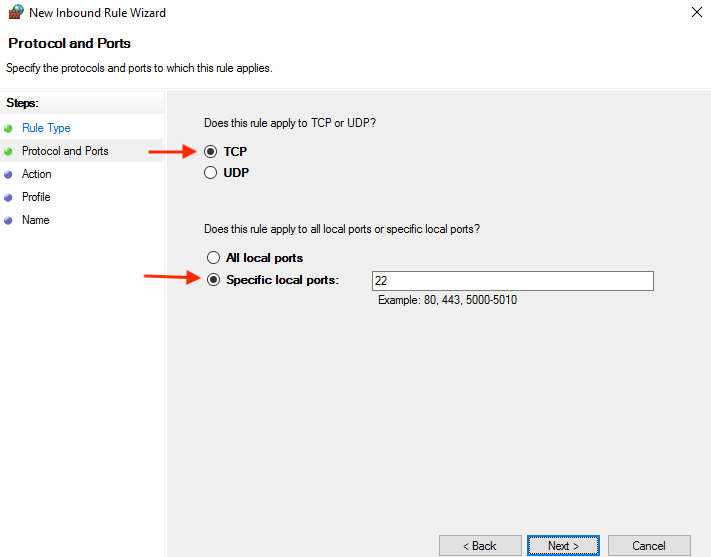 New Inbound Rule Wizard
Protocol and Ports
Specify the protocols and ports to which this rule applies.
Steps:
Rule Type
Protocol and Ports
Action
Profile
Name
Does this rule apply to TCP or UDP?
TCP
UDP
Does this rule apply to all local ports or specific local ports?
All local ports
Specific local ports: 22
Example: 80, 443, 5000-5010
< Back Next > Cancel